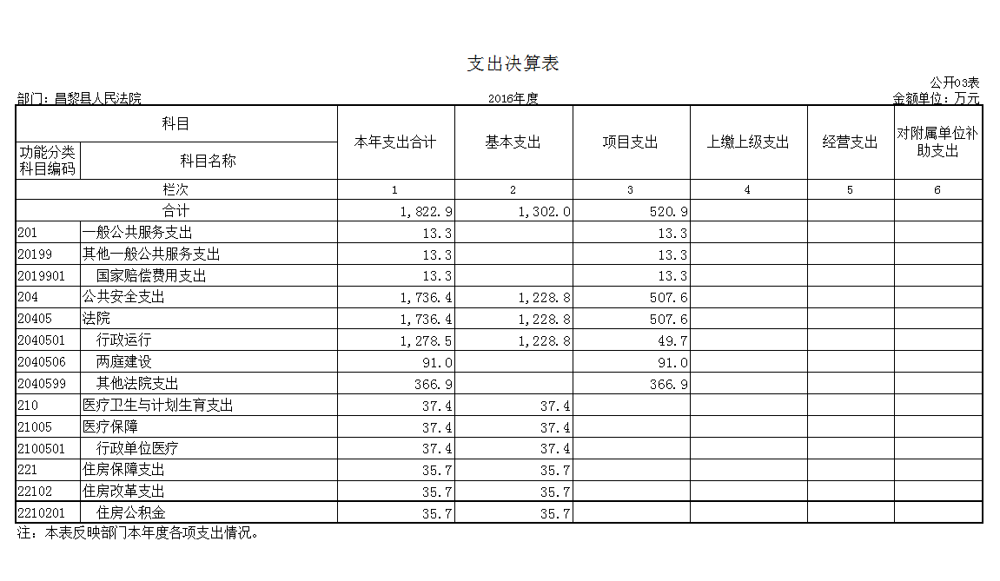 支出决算表
公开03表
部门：昌黎县人民法院 2016年度 金额单位：万元
科目 本年支出合计 基本支出 项目支出 上缴上级支出 经营支出 对附属单位补助支出
功能分类科目编码 科目名称
栏次 1 2 3 4 5 6
合计 1,822.9 1,302.0 520.9
201 一般公共服务支出 13.3 13.3
20199 其他一般公共服务支出 13.3 13.3
2019901 国家赔偿费用支出 13.3 13.3
204 公共安全支出 1,736.4 1,228.8 507.6
20405 法院 1,736.4 1,228.8 507.6
2040501 行政运行 1,278.5 1,228.8 49.7
2040506 两庭建设 91.0 91.0
2040599 其他法院支出 366.9 366.9
210 医疗卫生与计划生育支出 37.4 37.4
21005 医疗保障 37.4 37.4
2100501 行政单位医疗 37.4 37.4
221 住房保障支出 35.7 35.7
22102 住房改革支出 35.7 35.7
2210201 住房公积金 35.7 35.7
注：本表反映部门本年度各项支出情况。